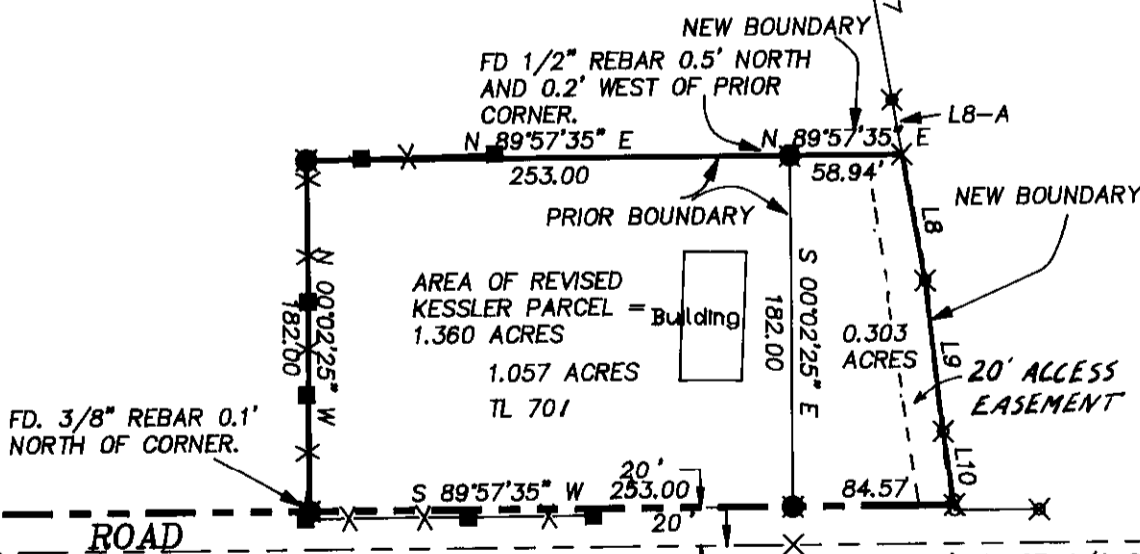 NEW BOUNDARY
FD 1/2" REBAR 0.5' NORTH
AND 0.2' WEST OF PRIOR
CORNER.
L8-A
N 89°57'35" E
N 89°57'35" E
253.00
58.94'
PRIOR BOUNDARY
NEW BOUNDARY
L8
N 00°02'25" W
182.00
AREA OF REVISED
KESSLER PARCEL =
1.360 ACRES
Building
S 00°02'25" E
182.00
0.303
ACRES
L9
1.057 ACRES
TL 701
20' ACCESS
EASEMENT
FD. 3/8" REBAR 0.1'
NORTH OF CORNER.
L10
20'
S 89°57'35" W
253.00
84.57
20'
ROAD